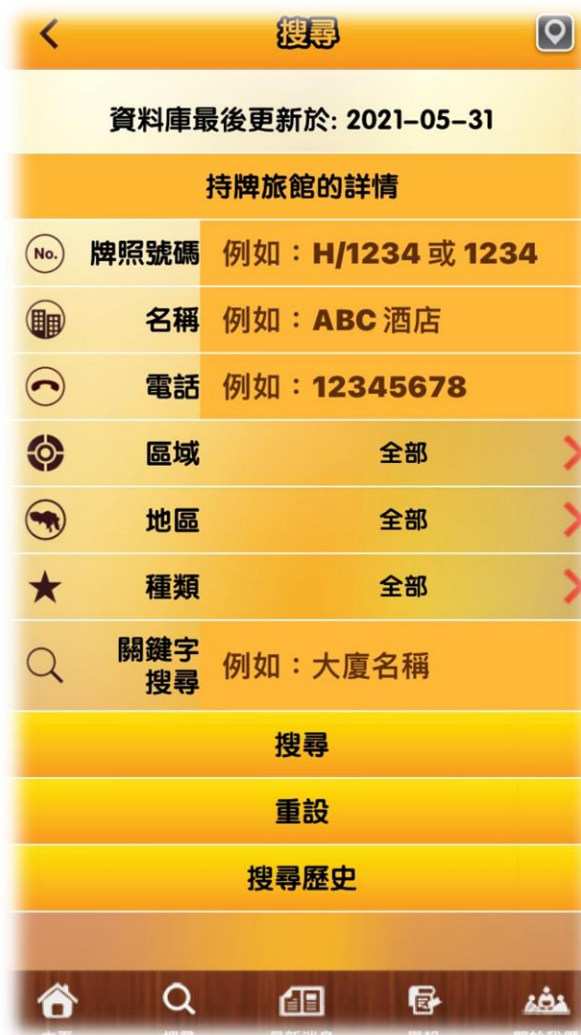 搜尋
資料庫最後更新於: 2021-05-31
持牌旅館的詳情
No. 牌照號碼 例如：H/1234 或 1234
名稱 例如：ABC 酒店
電話 例如：12345678
區域 全部
地區 全部
種類 全部
關鍵字
搜尋 例如：大廈名稱
搜尋
重設
搜尋歷史